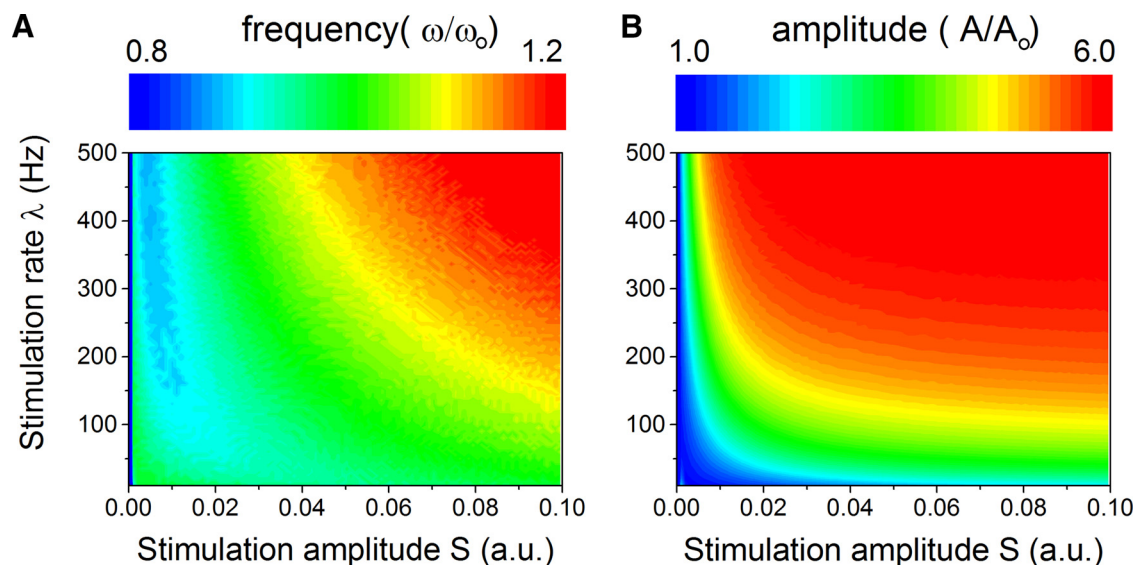 A
frequency( ω/ωo)
0.8 1.2
Stimulation rate λ (Hz)
500
400
300
200
100
0.00 0.02 0.04 0.06 0.08 0.10
Stimulation amplitude S (a.u.)
B
amplitude ( A/Ao)
1.0 6.0
500
400
300
200
100
0.00 0.02 0.04 0.06 0.08 0.10
Stimulation amplitude S (a.u.)